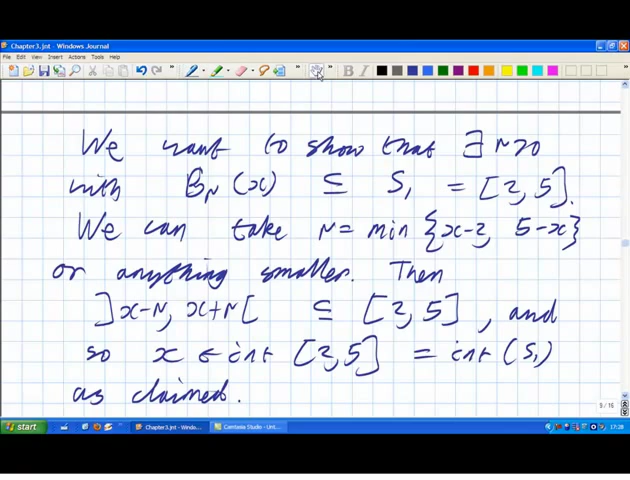 Chapter3.jnt - Windows Journal
File Edit View Insert Actions Tools Help
We want to show that ∃ r>0
with B_r(x) ⊆ S₁ = [2,5].
We can take r = min {x-2, 5-x}
or anything smaller. Then
]x-r, x+r[ ⊆ [2,5], and
so x ∈ int [2,5] = int (S₁)
as claimed.
9 / 16
start Chapter3.jnt - Windo... Camtasia Studio - Unt... 17:28